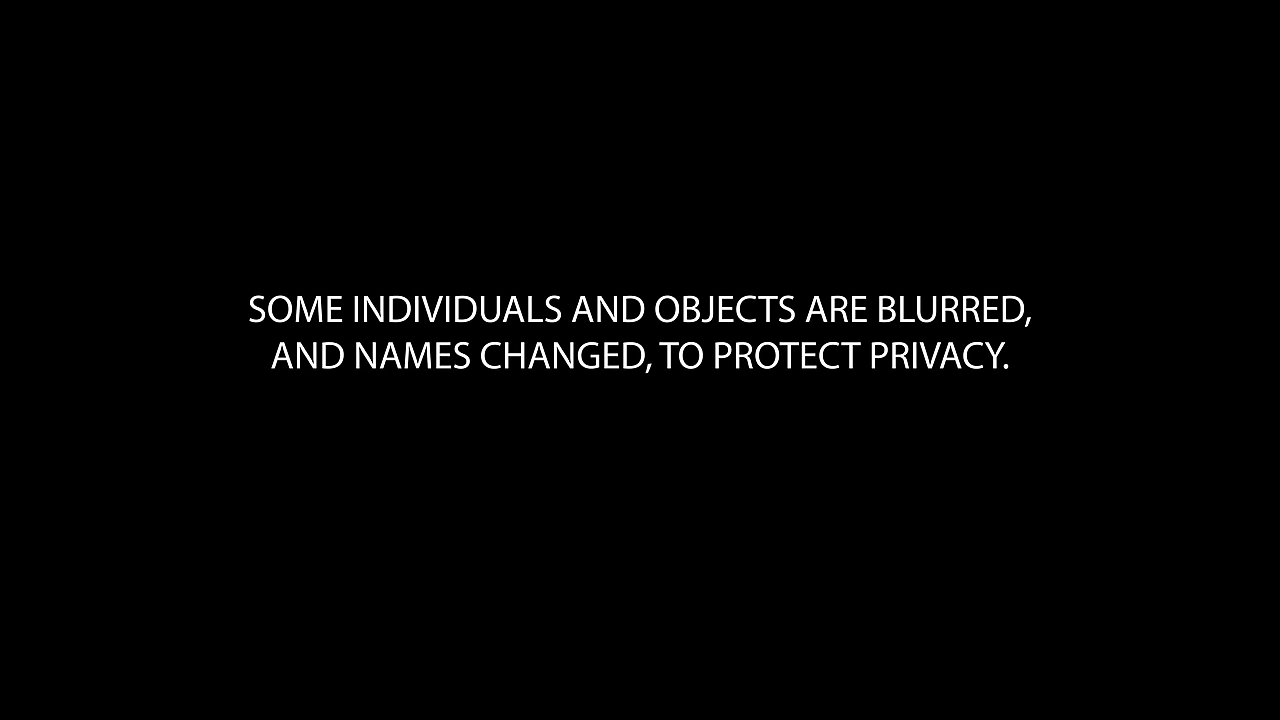 SOME INDIVIDUALS AND OBJECTS ARE BLURRED,
AND NAMES CHANGED, TO PROTECT PRIVACY.